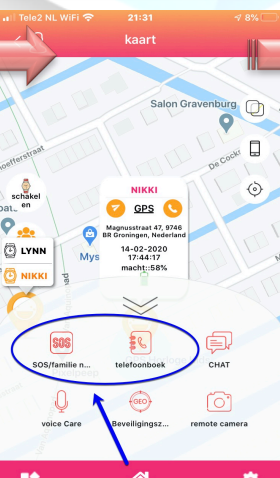 Tele2 NL WiFi 21:31 8%
kaart
Salon Gravenburg
hoefferstraat
De Cock
schakel
en
NIKKI
GPS
Magnusstraat 47, 9746
BR Groningen, Nederland
14-02-2020
17:44:17
macht::58%
Mys
LYNN
NIKKI
SOS
SOS/familie n...
telefoonboek
CHAT
GEO
voice Care
Beveiligingsz...
remote camera